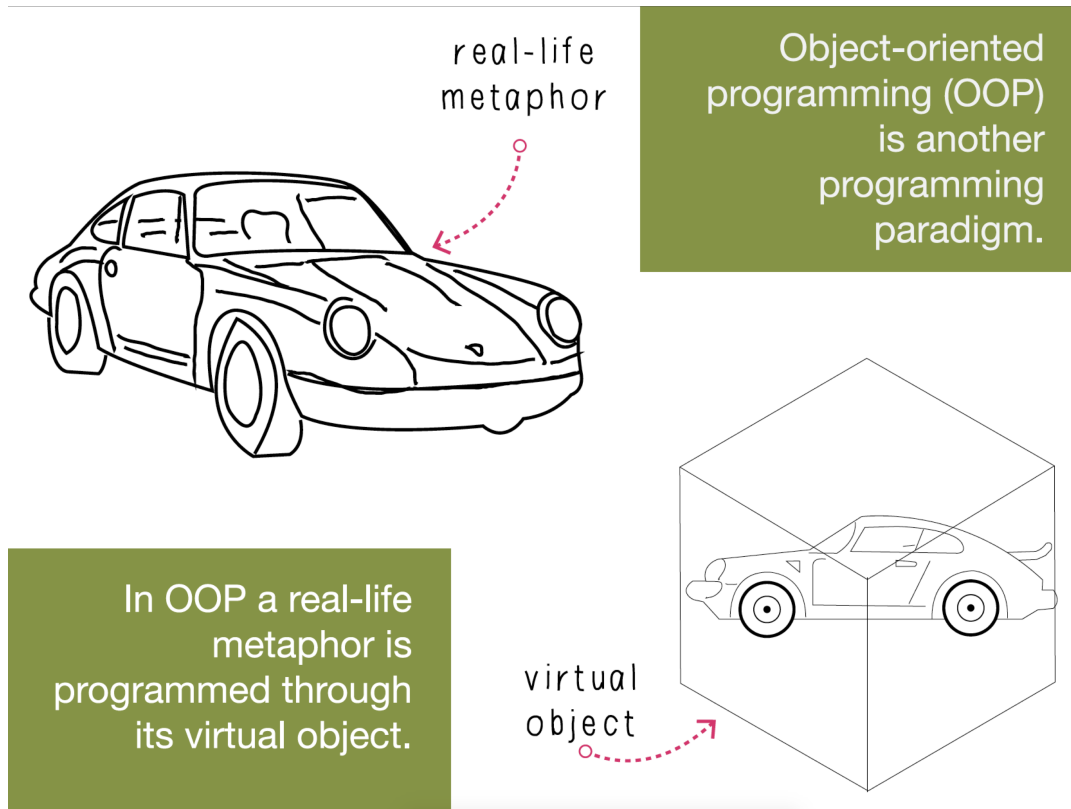 real-life
metaphor
Object-oriented
programming (OOP)
is another
programming
paradigm.
In OOP a real-life
metaphor is
programmed through
its virtual object.
virtual
object